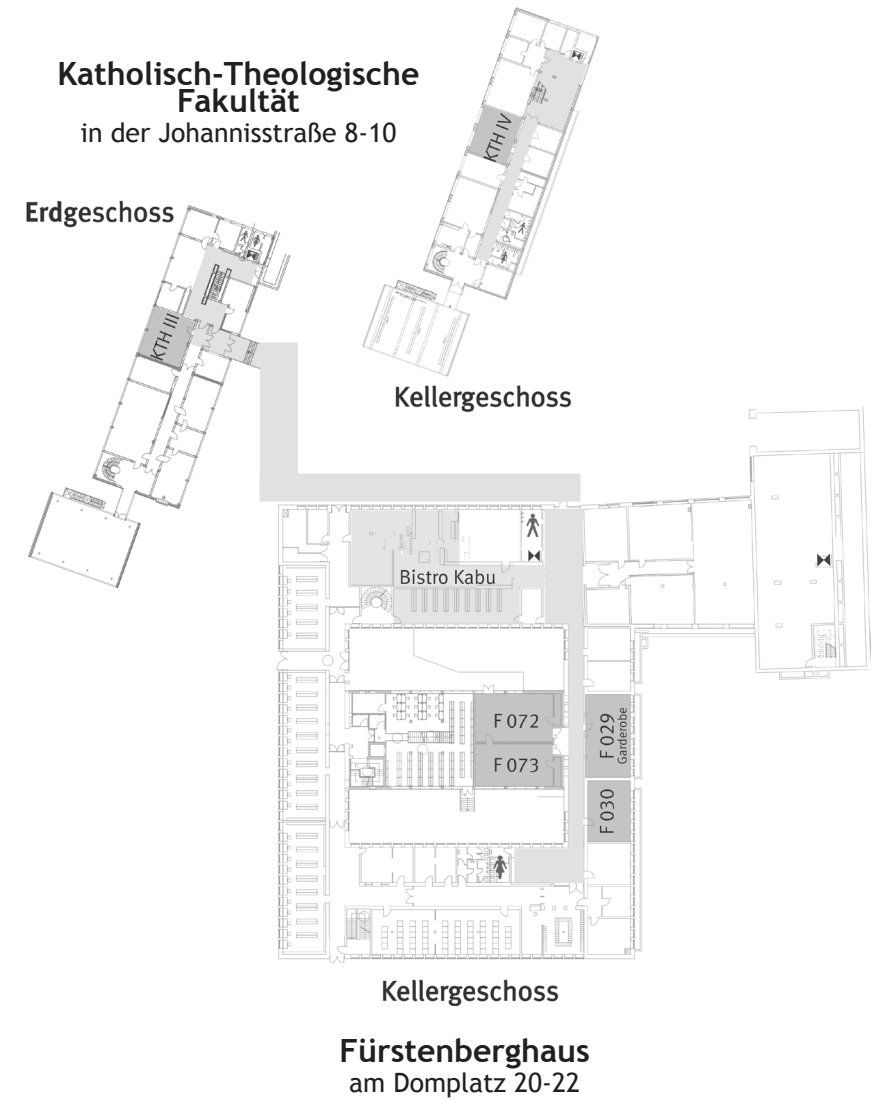 Katholisch-Theologische
Fakultät
in der Johannisstraße 8-10
KTH IV
Erdgeschoss
KTH III
Kellergeschoss
Bistro Kabu
F 072
F 073
F 029
Garderobe
F 030
Kellergeschoss
Fürstenberghaus
am Domplatz 20-22